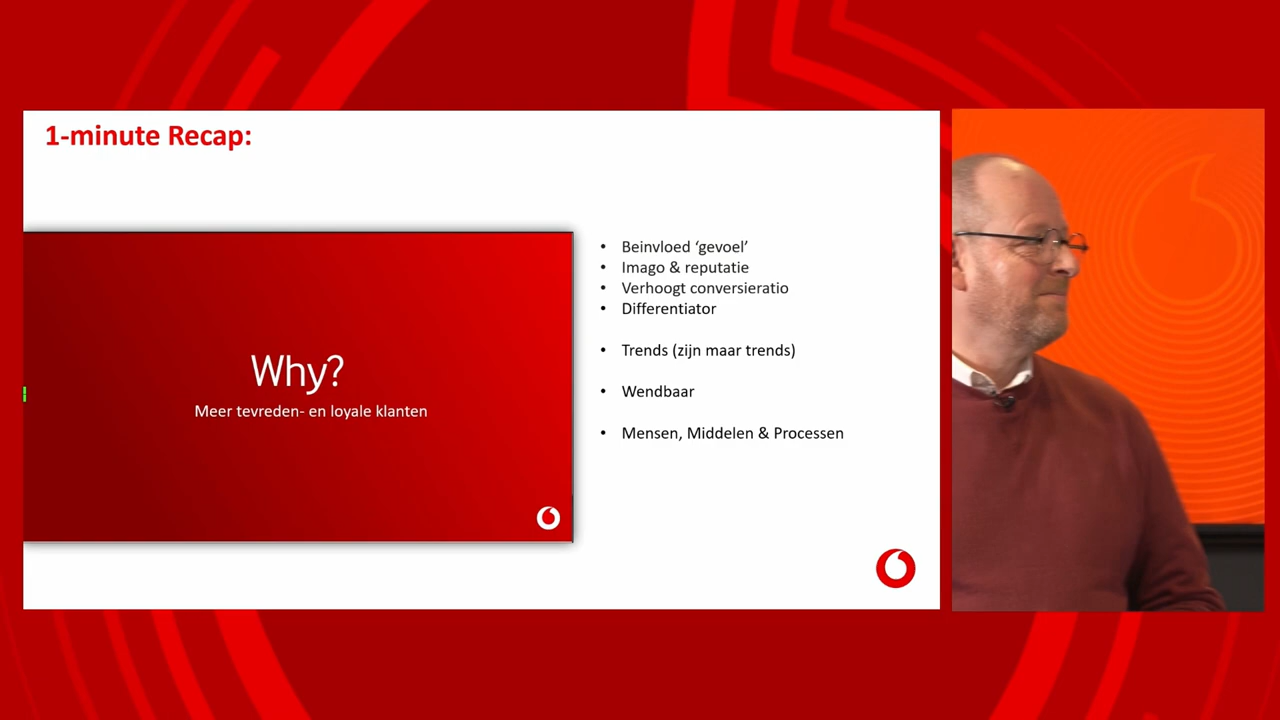 1-minute Recap:
Why?
Meer tevreden- en loyale klanten
• Beinvloed ‘gevoel’
• Imago & reputatie
• Verhoogt conversieratio
• Differentiator
• Trends (zijn maar trends)
• Wendbaar
• Mensen, Middelen & Processen